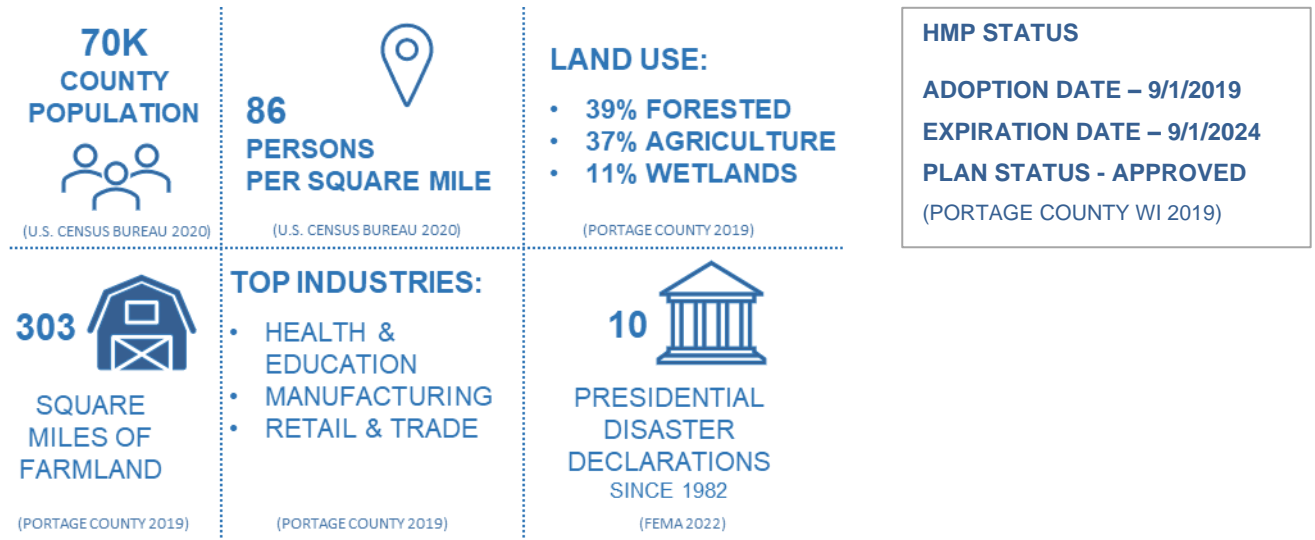 70K
COUNTY
POPULATION
(U.S. CENSUS BUREAU 2020)
86
PERSONS
PER SQUARE MILE
(U.S. CENSUS BUREAU 2020)
LAND USE:
• 39% FORESTED
• 37% AGRICULTURE
• 11% WETLANDS
(PORTAGE COUNTY 2019)
303
SQUARE
MILES OF
FARMLAND
(PORTAGE COUNTY 2019)
TOP INDUSTRIES:
• HEALTH &
EDUCATION
• MANUFACTURING
• RETAIL & TRADE
(PORTAGE COUNTY 2019)
10
PRESIDENTIAL
DISASTER
DECLARATIONS
SINCE 1982
(FEMA 2022)
HMP STATUS
ADOPTION DATE – 9/1/2019
EXPIRATION DATE – 9/1/2024
PLAN STATUS - APPROVED
(PORTAGE COUNTY WI 2019)